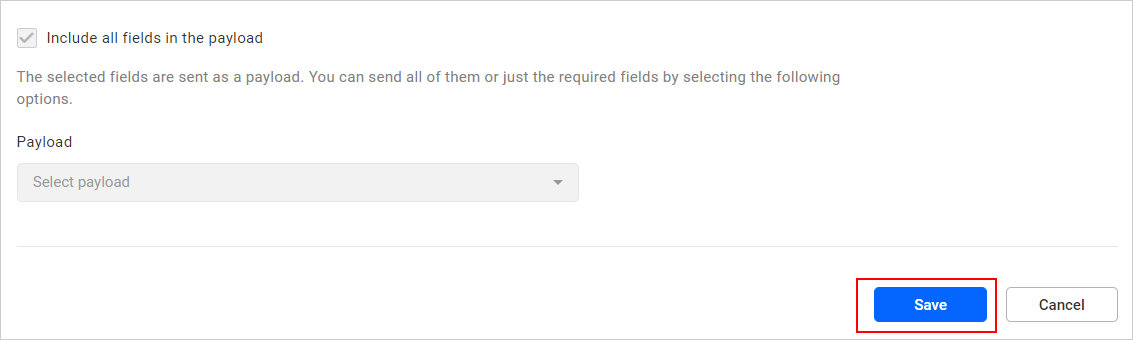 Include all fields in the payload
The selected fields are sent as a payload. You can send all of them or just the required fields by selecting the following
options.
Payload
Select payload
Save
Cancel